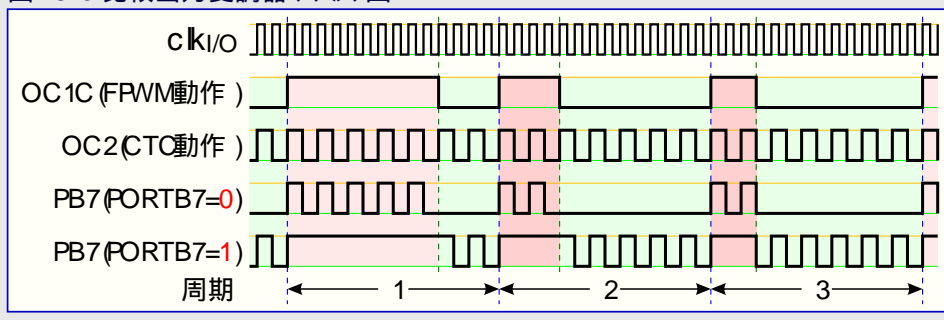 clkI/O
OC1C(FPWM動作)
OC2(CTC動作)
PB7(PORTB7=0)
PB7(PORTB7=1)
周期 1 2 3